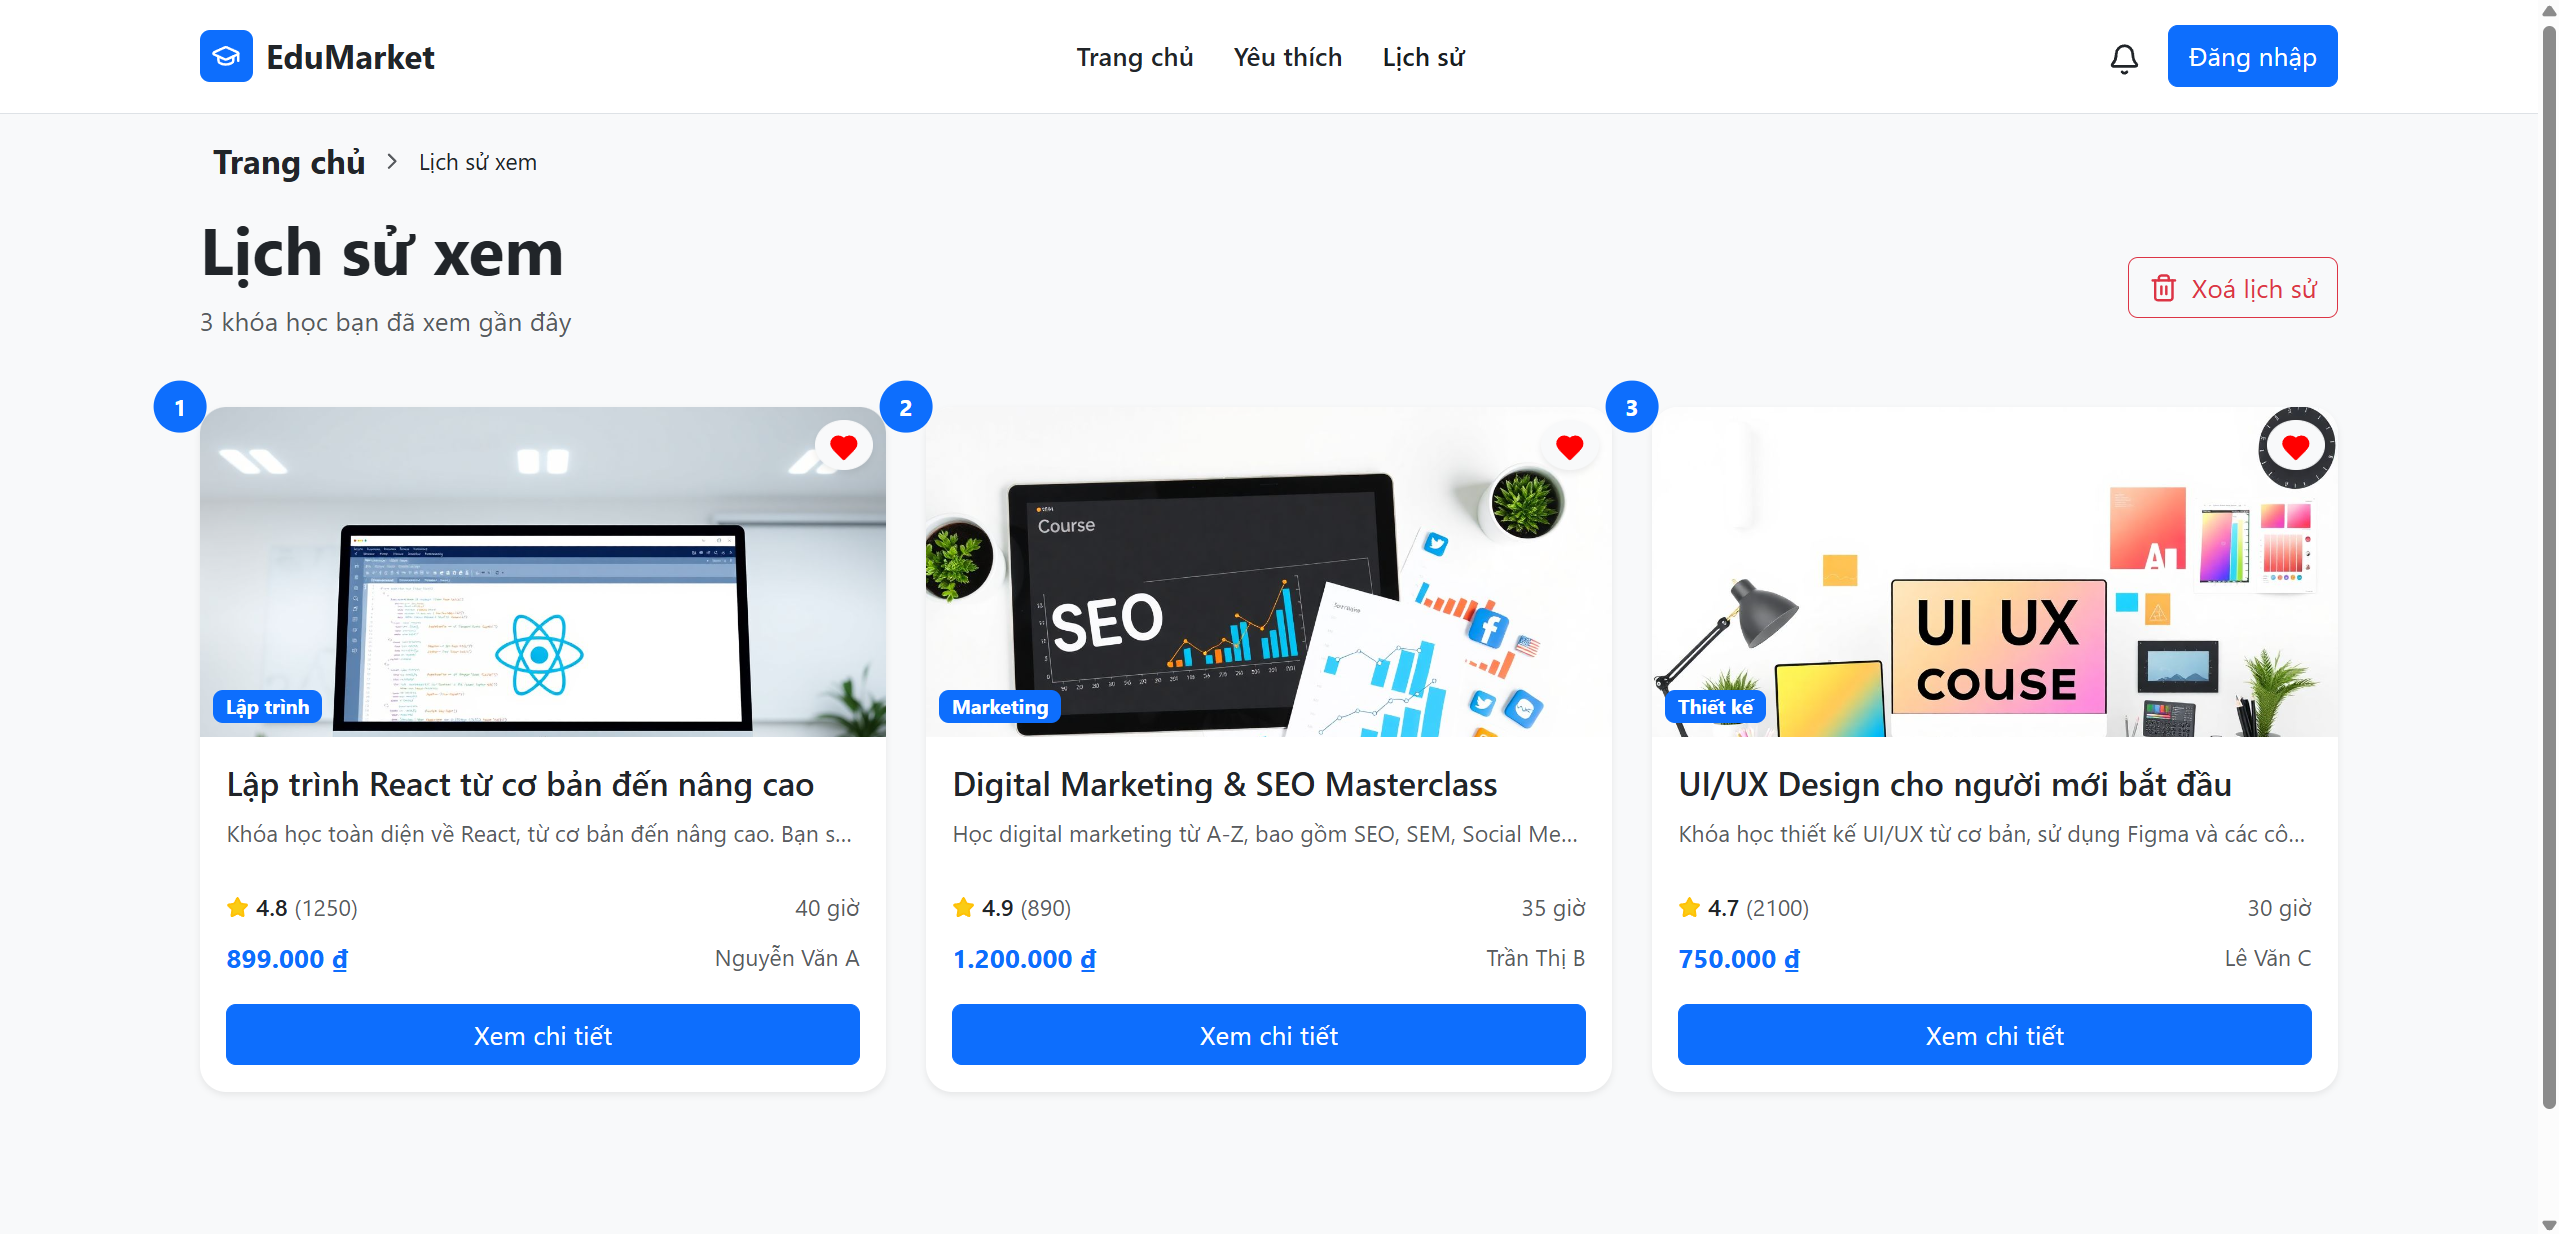 EduMarket
Trang chủ Yêu thích Lịch sử
Đăng nhập
Trang chủ > Lịch sử xem
Lịch sử xem
3 khóa học bạn đã xem gần đây
Xoá lịch sử
1
Lập trình
Lập trình React từ cơ bản đến nâng cao
Khóa học toàn diện về React, từ cơ bản đến nâng cao. Bạn s...
4.8 (1250) 40 giờ
899.000 ₫ Nguyễn Văn A
Xem chi tiết
2
Course
SEO
Marketing
Digital Marketing & SEO Masterclass
Học digital marketing từ A-Z, bao gồm SEO, SEM, Social Me...
4.9 (890) 35 giờ
1.200.000 ₫ Trần Thị B
Xem chi tiết
3
UI UX
COUSE
Thiết kế
UI/UX Design cho người mới bắt đầu
Khóa học thiết kế UI/UX từ cơ bản, sử dụng Figma và các cô...
4.7 (2100) 30 giờ
750.000 ₫ Lê Văn C
Xem chi tiết